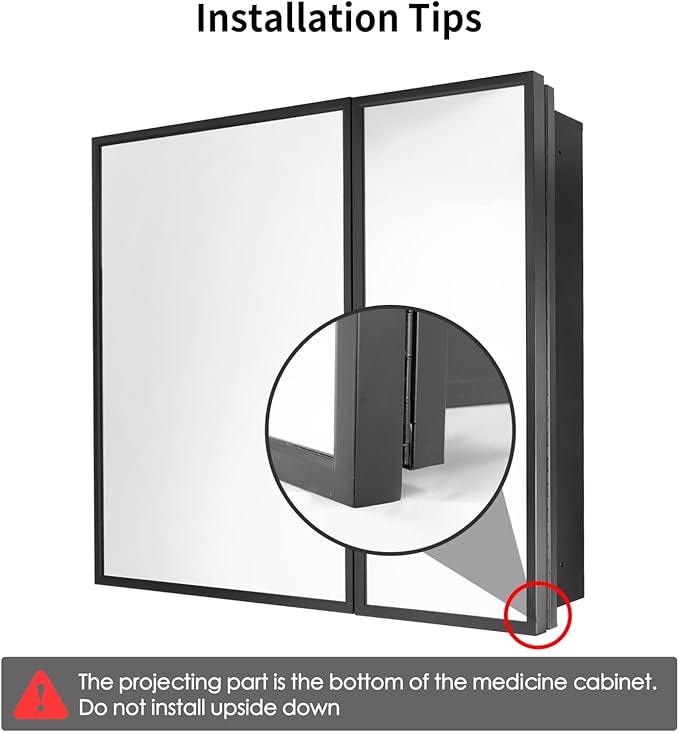 Installation Tips
The projecting part is the bottom of the medicine cabinet.
Do not install upside down